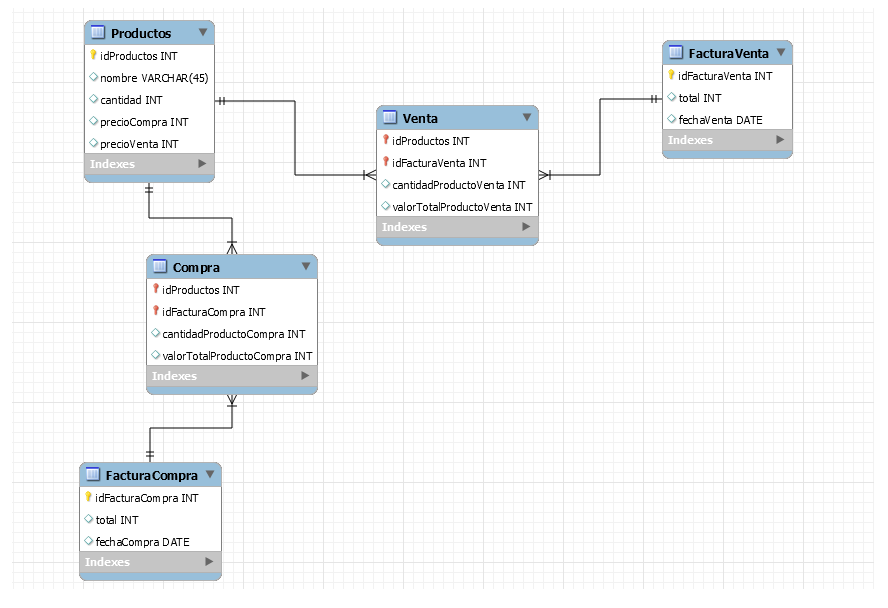 Productos
idProductos INT
nombre VARCHAR(45)
cantidad INT
precioCompra INT
precioVenta INT
Indexes
FacturaVenta
idFacturaVenta INT
total INT
fechaVenta DATE
Indexes
Venta
idProductos INT
idFacturaVenta INT
cantidadProductoVenta INT
valorTotalProductoVenta INT
Indexes
Compra
idProductos INT
idFacturaCompra INT
cantidadProductoCompra INT
valorTotalProductoCompra INT
Indexes
FacturaCompra
idFacturaCompra INT
total INT
fechaCompra DATE
Indexes